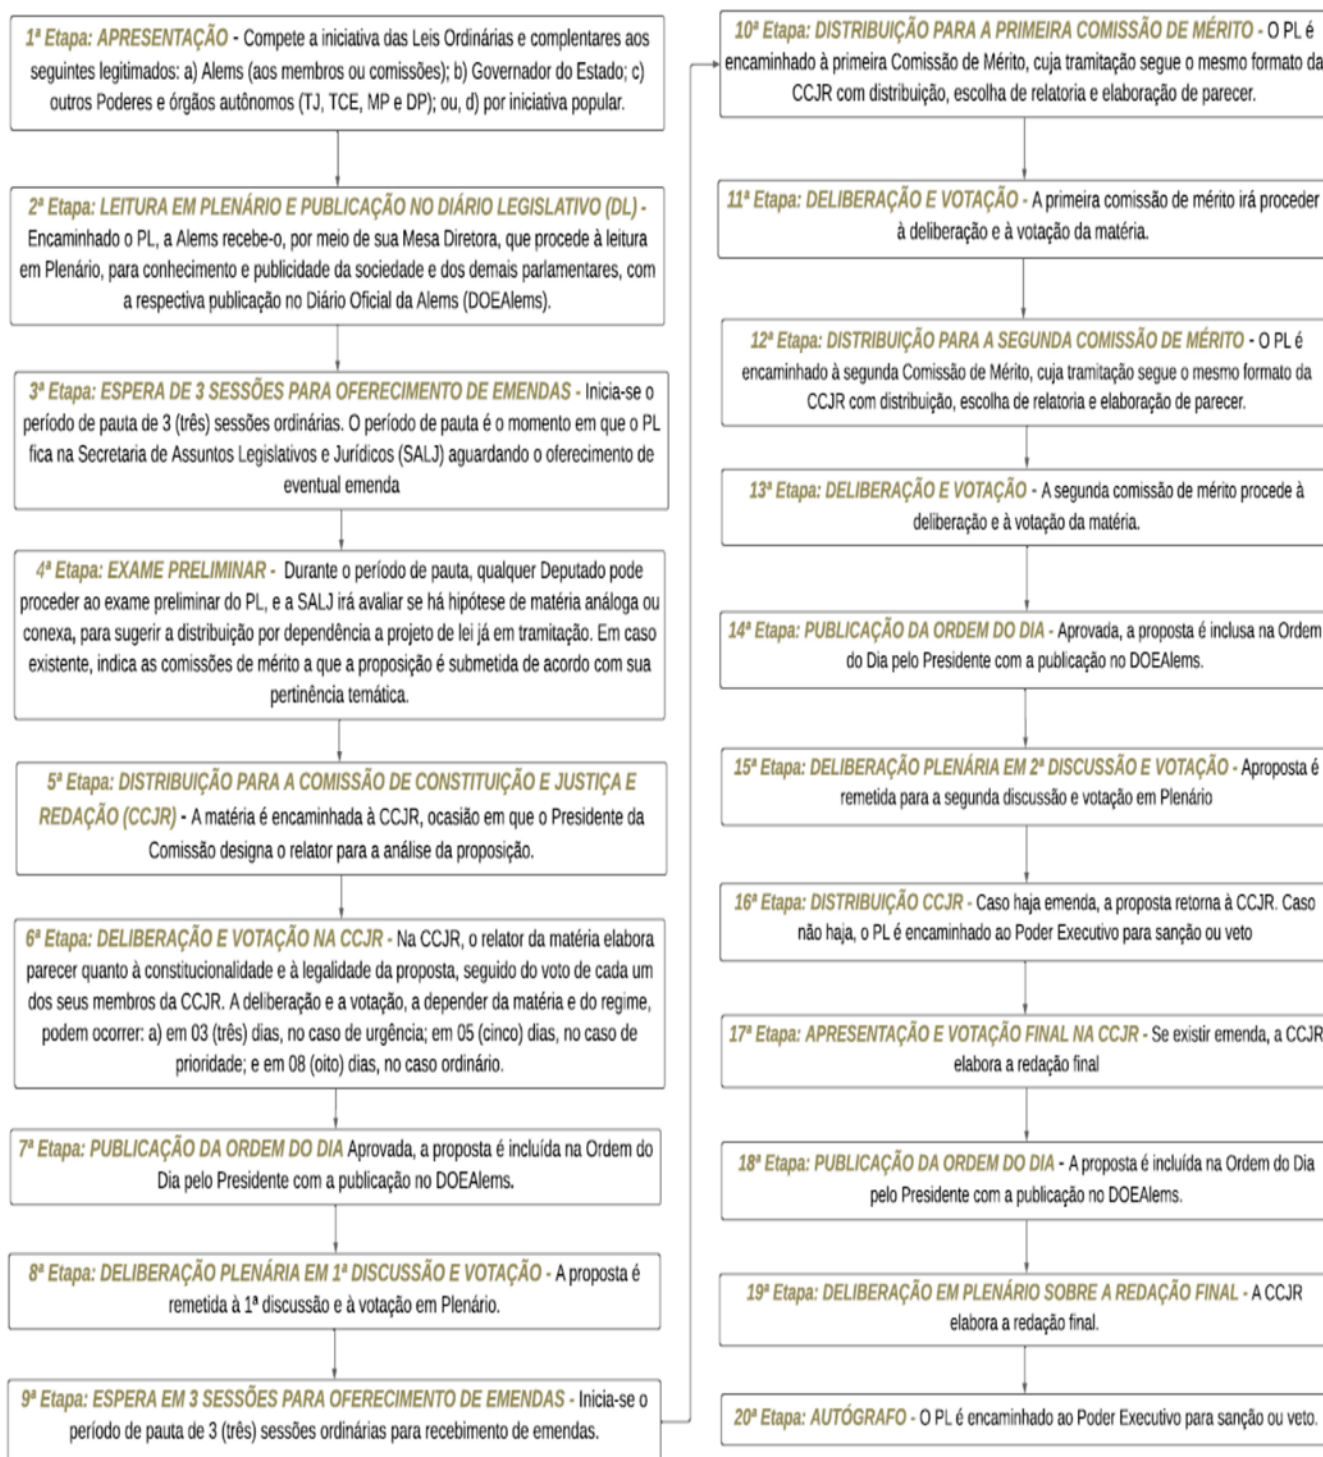 1ª Etapa: APRESENTAÇÃO - Compete a iniciativa das Leis Ordinárias e complentares aos
seguintes legitimados: a) Alems (aos membros ou comissões); b) Governador do Estado; c)
outros Poderes e órgãos autônomos (TJ, TCE, MP e DP); ou, d) por iniciativa popular.
2ª Etapa: LEITURA EM PLENÁRIO E PUBLICAÇÃO NO DIÁRIO LEGISLATIVO (DL) -
Encaminhado o PL, a Alems recebe-o, por meio de sua Mesa Diretora, que procede à leitura
em Plenário, para conhecimento e publicidade da sociedade e dos demais parlamentares, com
a respectiva publicação no Diário Oficial da Alems (DOEAlems).
3ª Etapa: ESPERA DE 3 SESSÕES PARA OFERECIMENTO DE EMENDAS - Inicia-se o
período de pauta de 3 (três) sessões ordinárias. O período de pauta é o momento em que o PL
fica na Secretaria de Assuntos Legislativos e Jurídicos (SALJ) aguardando o oferecimento de
eventual emenda
4ª Etapa: EXAME PRELIMINAR - Durante o período de pauta, qualquer Deputado pode
proceder ao exame preliminar do PL, e a SALJ irá avaliar se há hipótese de matéria análoga ou
conexa, para sugerir a distribuição por dependência a projeto de lei já em tramitação. Em caso
existente, indica as comissões de mérito a que a proposição é submetida de acordo com sua
pertinência temática.
5ª Etapa: DISTRIBUIÇÃO PARA A COMISSÃO DE CONSTITUIÇÃO E JUSTIÇA E
REDAÇÃO (CCJR) - A matéria é encaminhada à CCJR, ocasião em que o Presidente da
Comissão designa o relator para a análise da proposição.
6ª Etapa: DELIBERAÇÃO E VOTAÇÃO NA CCJR - Na CCJR, o relator da matéria elabora
parecer quanto à constitucionalidade e à legalidade da proposta, seguido do voto de cada um
dos seus membros da CCJR. A deliberação e a votação, a depender da matéria e do regime,
podem ocorrer: a) em 03 (três) dias, no caso de urgência; em 05 (cinco) dias, no caso de
prioridade; e em 08 (oito) dias, no caso ordinário.
7ª Etapa: PUBLICAÇÃO DA ORDEM DO DIA Aprovada, a proposta é incluída na Ordem do
Dia pelo Presidente com a publicação no DOEAlems.
8ª Etapa: DELIBERAÇÃO PLENÁRIA EM 1ª DISCUSSÃO E VOTAÇÃO - A proposta é
remetida à 1ª discussão e à votação em Plenário.
9ª Etapa: ESPERA EM 3 SESSÕES PARA OFERECIMENTO DE EMENDAS - Inicia-se o
período de pauta de 3 (três) sessões ordinárias para recebimento de emendas.
10ª Etapa: DISTRIBUIÇÃO PARA A PRIMEIRA COMISSÃO DE MÉRITO - O PL é
encaminhado à primeira Comissão de Mérito, cuja tramitação segue o mesmo formato da
CCJR com distribuição, escolha de relatoria e elaboração de parecer.
11ª Etapa: DELIBERAÇÃO E VOTAÇÃO - A primeira comissão de mérito irá proceder
à deliberação e à votação da matéria.
12ª Etapa: DISTRIBUIÇÃO PARA A SEGUNDA COMISSÃO DE MÉRITO - O PL é
encaminhado à segunda Comissão de Mérito, cuja tramitação segue o mesmo formato da
CCJR com distribuição, escolha de relatoria e elaboração de parecer.
13ª Etapa: DELIBERAÇÃO E VOTAÇÃO - A segunda comissão de mérito procede à
deliberação e à votação da matéria.
14ª Etapa: PUBLICAÇÃO DA ORDEM DO DIA - Aprovada, a proposta é inclusa na Ordem
do Dia pelo Presidente com a publicação no DOEAlems.
15ª Etapa: DELIBERAÇÃO PLENÁRIA EM 2ª DISCUSSÃO E VOTAÇÃO - Aproposta é
remetida para a segunda discussão e votação em Plenário
16ª Etapa: DISTRIBUIÇÃO CCJR - Caso haja emenda, a proposta retorna à CCJR. Caso
não haja, o PL é encaminhado ao Poder Executivo para sanção ou veto
17ª Etapa: APRESENTAÇÃO E VOTAÇÃO FINAL NA CCJR - Se existir emenda, a CCJR
elabora a redação final
18ª Etapa: PUBLICAÇÃO DA ORDEM DO DIA - A proposta é incluída na Ordem do Dia
pelo Presidente com a publicação no DOEAlems.
19ª Etapa: DELIBERAÇÃO EM PLENÁRIO SOBRE A REDAÇÃO FINAL - A CCJR
elabora a redação final.
20ª Etapa: AUTÓGRAFO - O PL é encaminhado ao Poder Executivo para sanção ou veto.